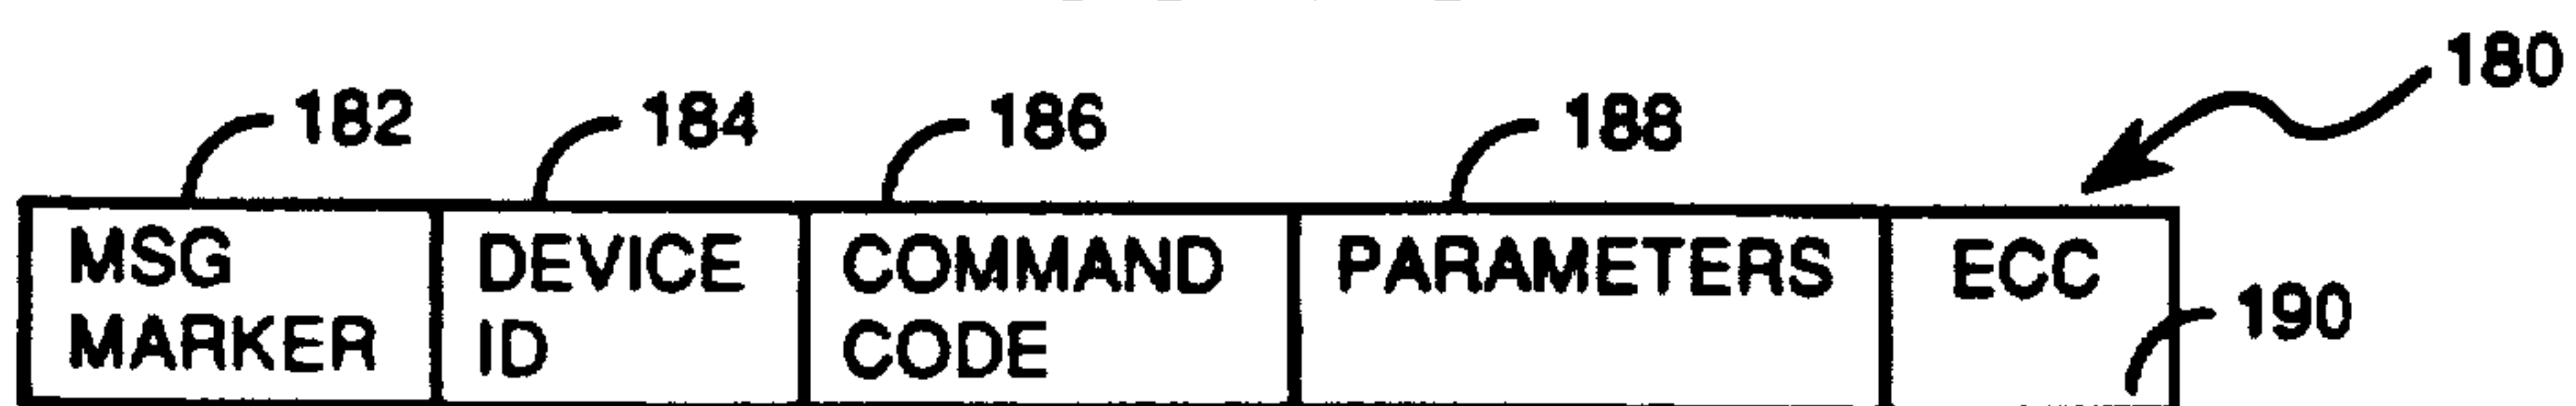 180
182 184 186 188
MSG DEVICE COMMAND PARAMETERS ECC
MARKER ID CODE
190